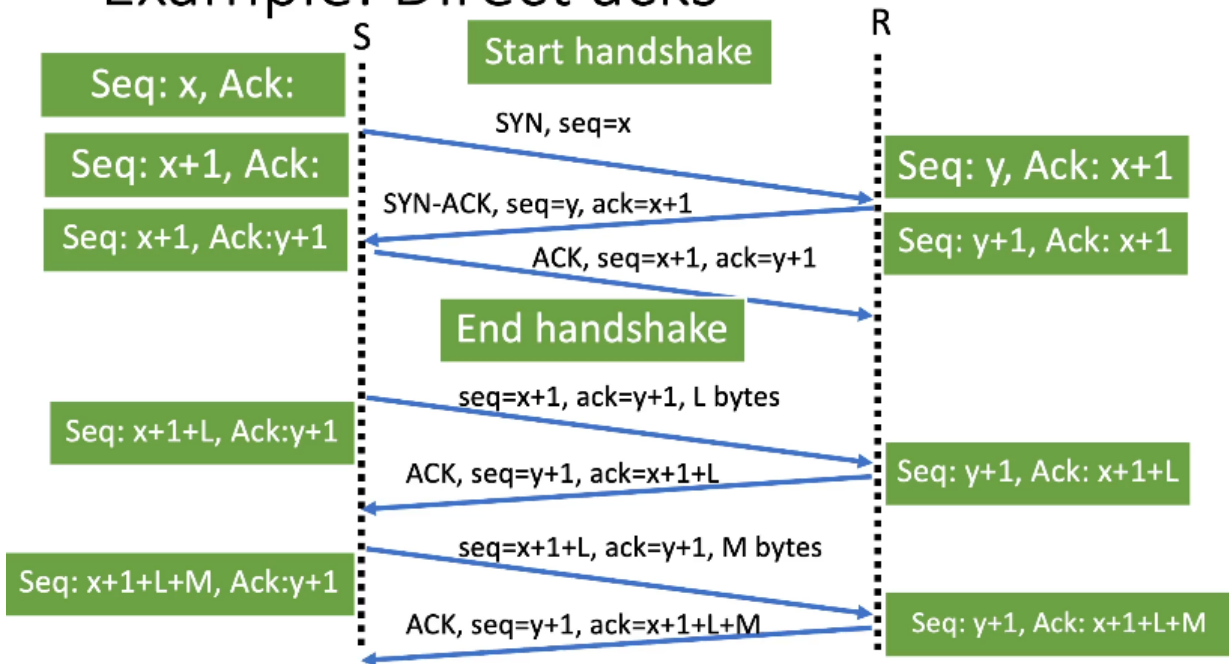 Example: Direct acks
S
R
Start handshake
Seq: x, Ack:
SYN, seq=x
Seq: x+1, Ack:
Seq: y, Ack: x+1
SYN-ACK, seq=y, ack=x+1
Seq: x+1, Ack:y+1
Seq: y+1, Ack: x+1
ACK, seq=x+1, ack=y+1
End handshake
seq=x+1, ack=y+1, L bytes
Seq: x+1+L, Ack:y+1
ACK, seq=y+1, ack=x+1+L
Seq: y+1, Ack: x+1+L
seq=x+1+L, ack=y+1, M bytes
Seq: x+1+L+M, Ack:y+1
ACK, seq=y+1, ack=x+1+L+M
Seq: y+1, Ack: x+1+L+M